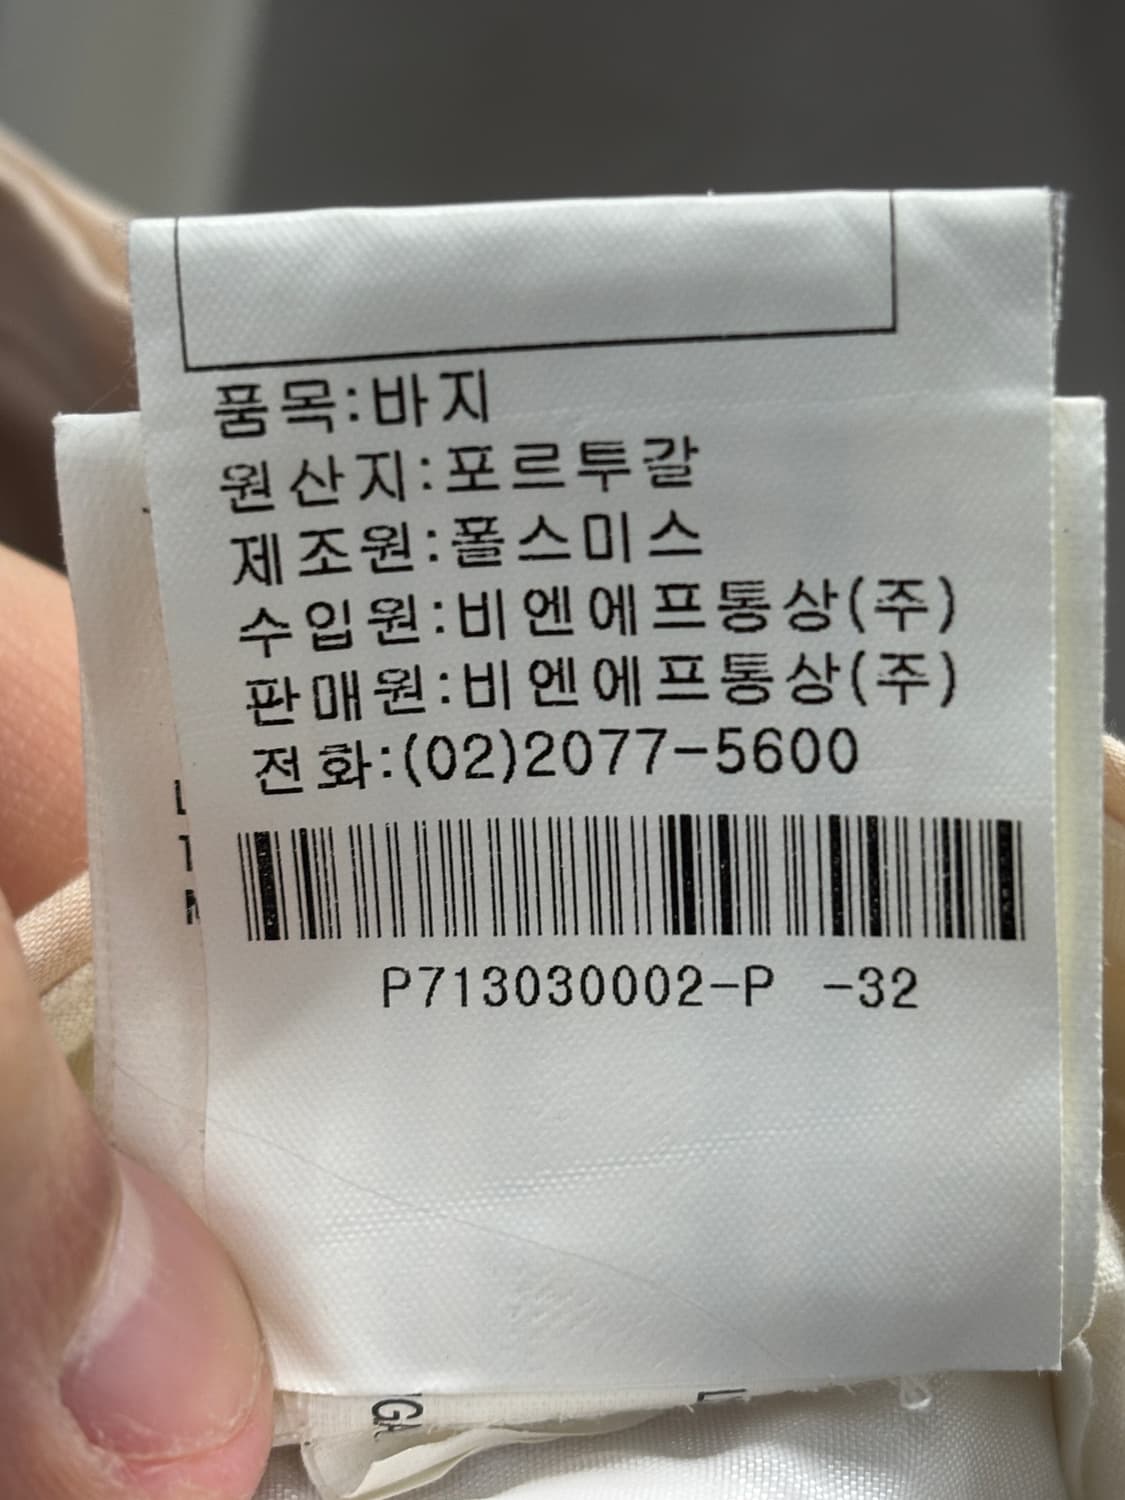 품목:바지
원산지:포르투갈
제조원:폴스미스
수입원:비엔에프통상(주)
판매원:비엔에프통상(주)
전화:(02)2077-5600
P713030002-P -32